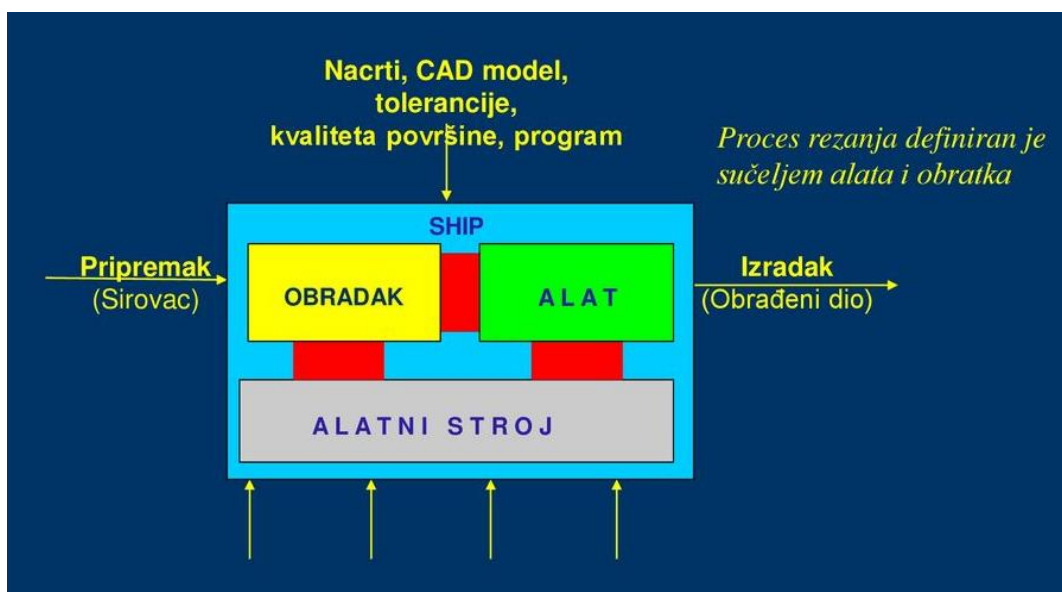 Nacrti, CAD model,
tolerancije,
kvaliteta površine, program
Proces rezanja definiran je
sučeljem alata i obratka
SHIP
Pripremak
(Sirovac)
OBRADAK
A L A T
Izradak
(Obrađeni dio)
A L A T N I  S T R O J